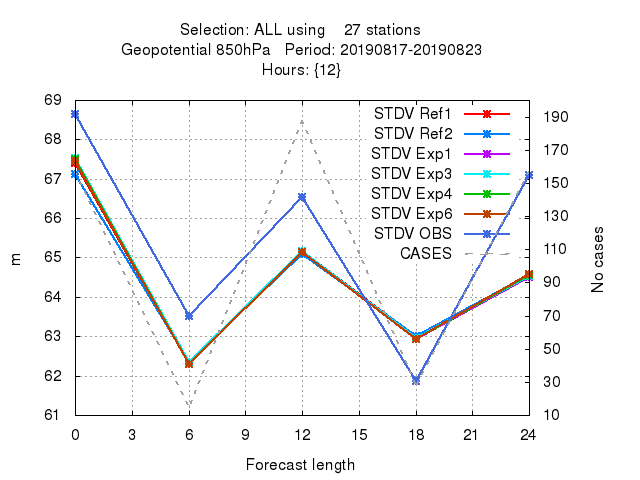 Selection: ALL using    27 stations
Geopotential 850hPa   Period: 20190817-20190823
Hours: {12}
69
68
67
66
65
64
63
62
61
m
190
170
150
130
110
90
70
50
30
10
No cases
STDV Ref1
STDV Ref2
STDV Exp1
STDV Exp3
STDV Exp4
STDV Exp6
STDV OBS
CASES
0 3 6 9 12 15 18 21 24
Forecast length